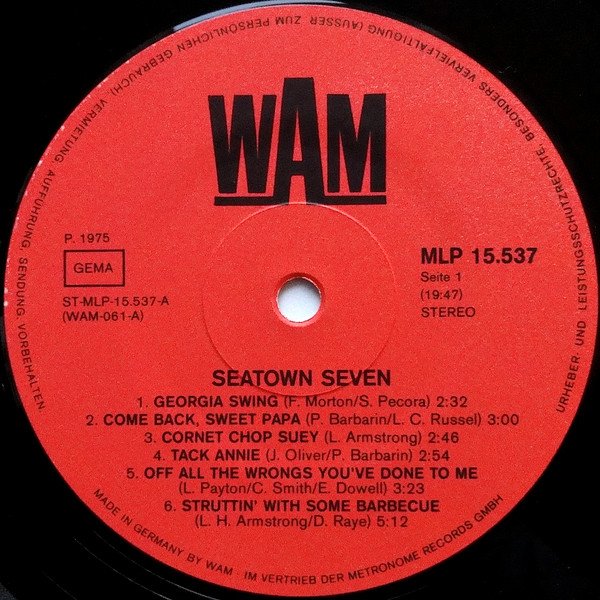 WAM
P. 1975
GEMA
ST-MLP-15.537-A
(WAM-061-A)
MLP 15.537
Seite 1
(19:47)
STEREO
SEATOWN SEVEN
1. GEORGIA SWING (F. Morton/S. Pecora) 2:32
2. COME BACK, SWEET PAPA (P. Barbarin/L. C. Russel) 3:00
3. CORNET CHOP SUEY (L. Armstrong) 2:46
4. TACK ANNIE (J. Oliver/P. Barbarin) 2:54
5. OFF ALL THE WRONGS YOU'VE DONE TO ME
(L. Payton/C. Smith/E. Dowell) 3:23
6. STRUTTIN' WITH SOME BARBECUE
(L. H. Armstrong/D. Raye) 5:12
MADE IN GERMANY BY WAM - IM VERTRIEB DER METRONOME RECORDS GMBH
URHEBER- UND LEISTUNGSSCHUTZRECHTE, BESONDERS VERVIELFÄLTIGUNG (AUSSER ZUM PERSÖNLICHEN GEBRAUCH), VERMIETUNG, AUFFÜHRUNG, SENDUNG VORBEHALTEN.